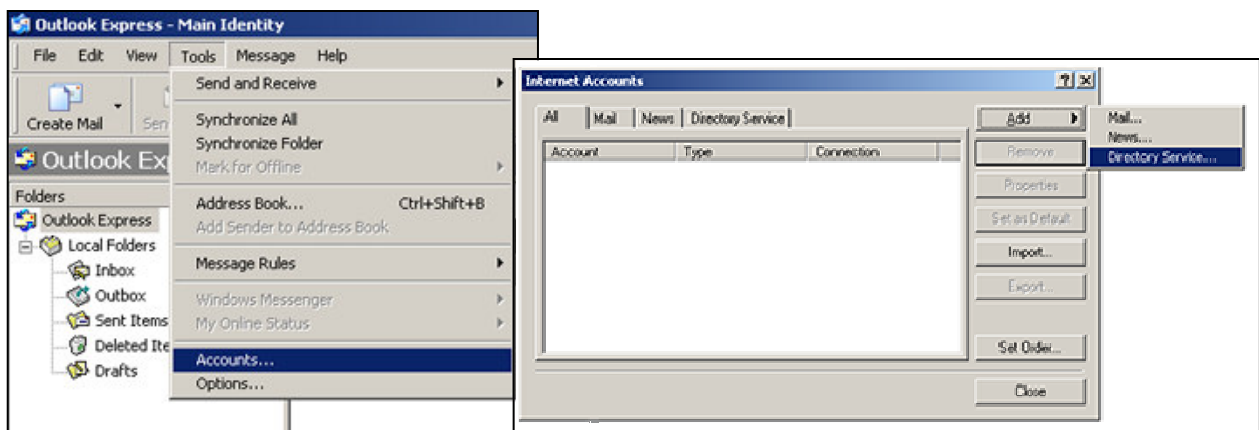 Outlook Express - Main Identity
File Edit View Tools Message Help
Create Mail
Sen
Outlook Ex
Folders
Outlook Express
Local Folders
Inbox
Outbox
Sent Items
Deleted Ite
Drafts
Send and Receive
Synchronize All
Synchronize Folder
Mark for Offline
Address Book... Ctrl+Shift+B
Add Sender to Address Book
Message Rules
Windows Messenger
My Online Status
Accounts...
Options...
Internet Accounts
All Mail News Directory Service
Account Type Connection
Add
Remove
Properties
Set as Default
Import...
Export...
Set Order...
Close
Mail...
News....
Directory Service....